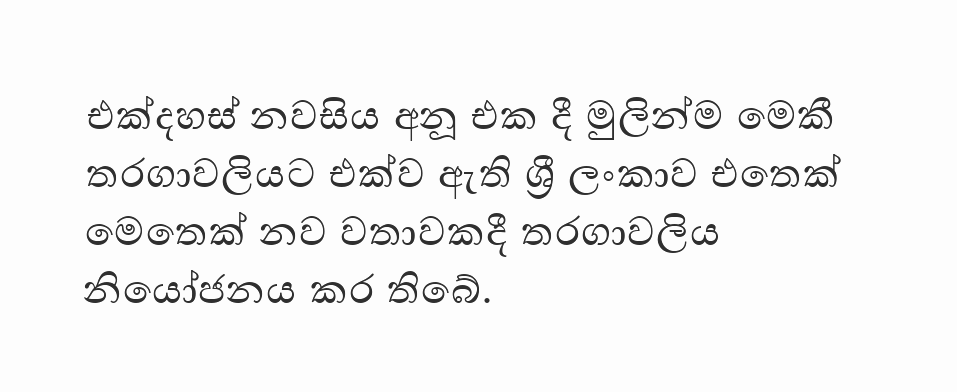 එක්දහස් නවසිය අනූ එක දී මුලින්ම මෙකී
තරගාවලියට එක්ව ඇති ශ්‍රී ලංකාව එතෙක්
මෙතෙක් නව වතාවකදී තරගාවලිය
නියෝජනය කර තිබේ.